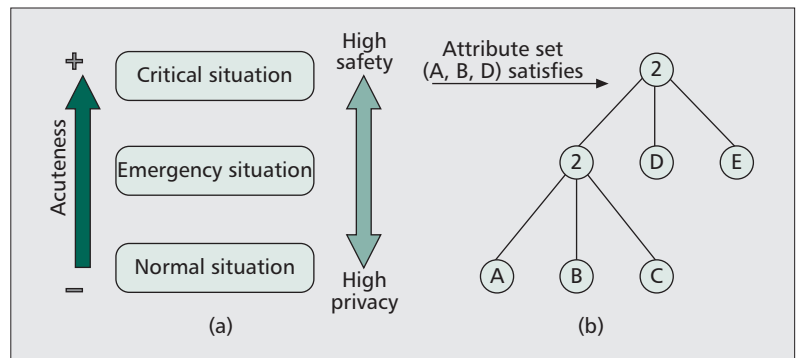 +
Acuteness
–
Critical situation
Emergency situation
Normal situation
High
safety
High
privacy
(a)
Attribute set
(A, B, D) satisfies
2
2
D
E
A
B
C
(b)